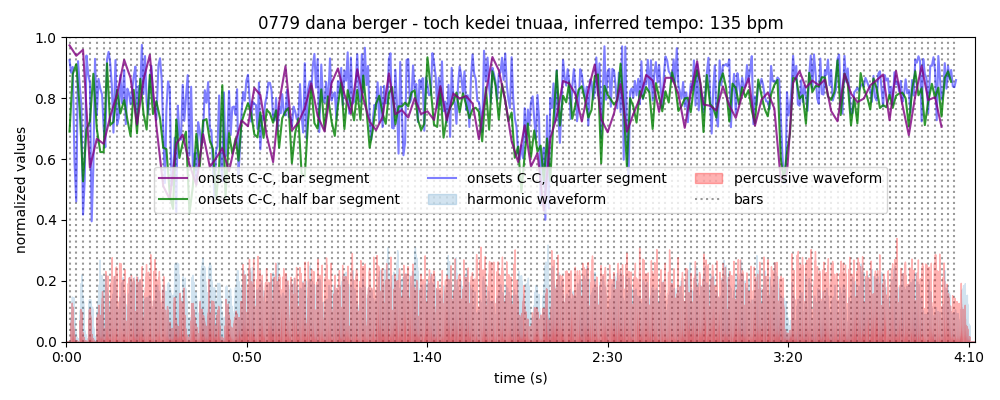 0779 dana berger - toch kedei tnuaa, inferred tempo: 135 bpm
normalized values
1.0
0.8
0.6
0.4
0.2
0.0
onsets C-C, bar segment
onsets C-C, half bar segment
onsets C-C, quarter segment
harmonic waveform
percussive waveform
bars
0:00
0:50
1:40
2:30
3:20
4:10
time (s)